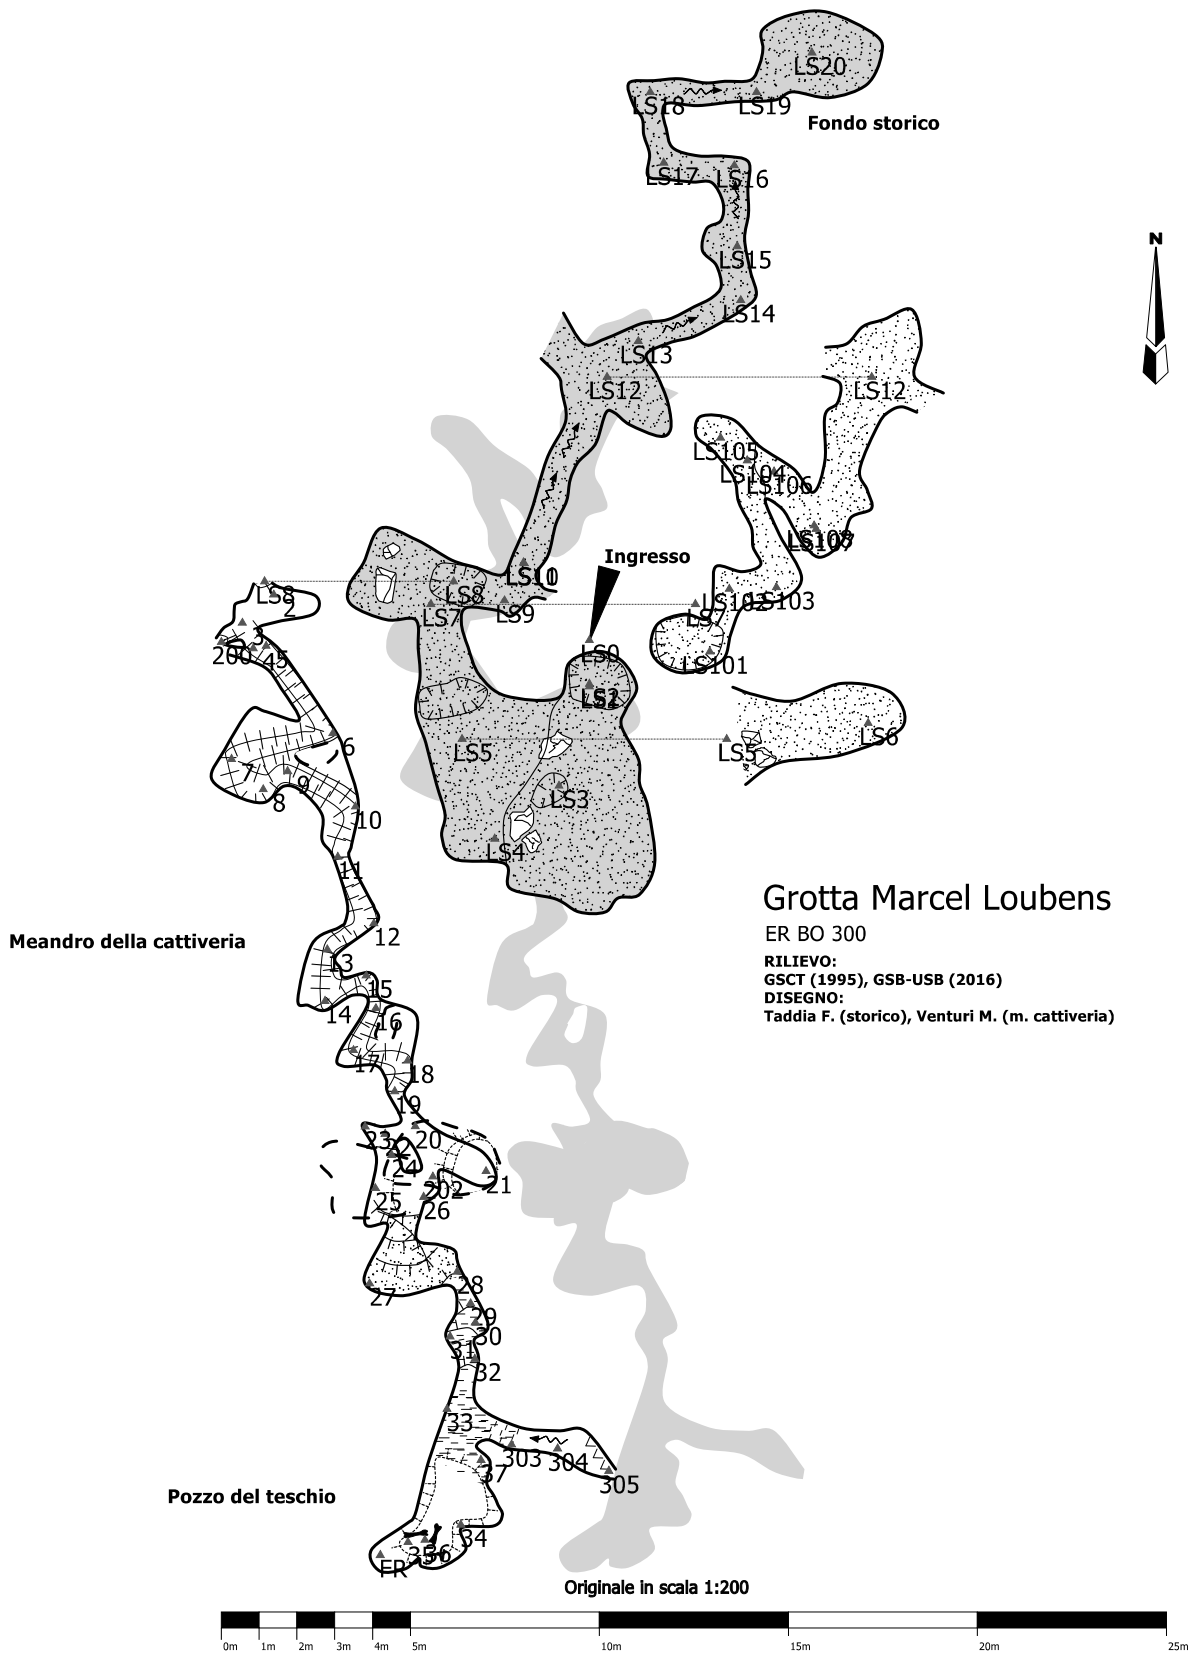 LS20
LS18
LS19
Fondo storico
LS17
LS16
LS15
N
LS14
LS13
LS12
LS12
LS105
LS104
LS106
LS107
Ingresso
LS10
LS8
2
LS8
LS7
LS9
LS7
LS102
LS103
3
200
45
LS0
LS101
6
LS5
LS5
LS6
7
9
8
LS3
10
LS4
11
Grotta Marcel Loubens
12
ER BO 300
Meandro della cattiveria
13
RILIEVO:
GSCT (1995), GSB-USB (2016)
15
DISEGNO:
14
16
Taddia F. (storico), Venturi M. (m. cattiveria)
17
18
19
23
20
22
24
21
202
25
26
27
28
29
30
31
32
33
303
304
37
305
Pozzo del teschio
34
35
36
FR
Originale in scala 1:200
0m 1m 2m 3m 4m 5m 10m 15m 20m 25m